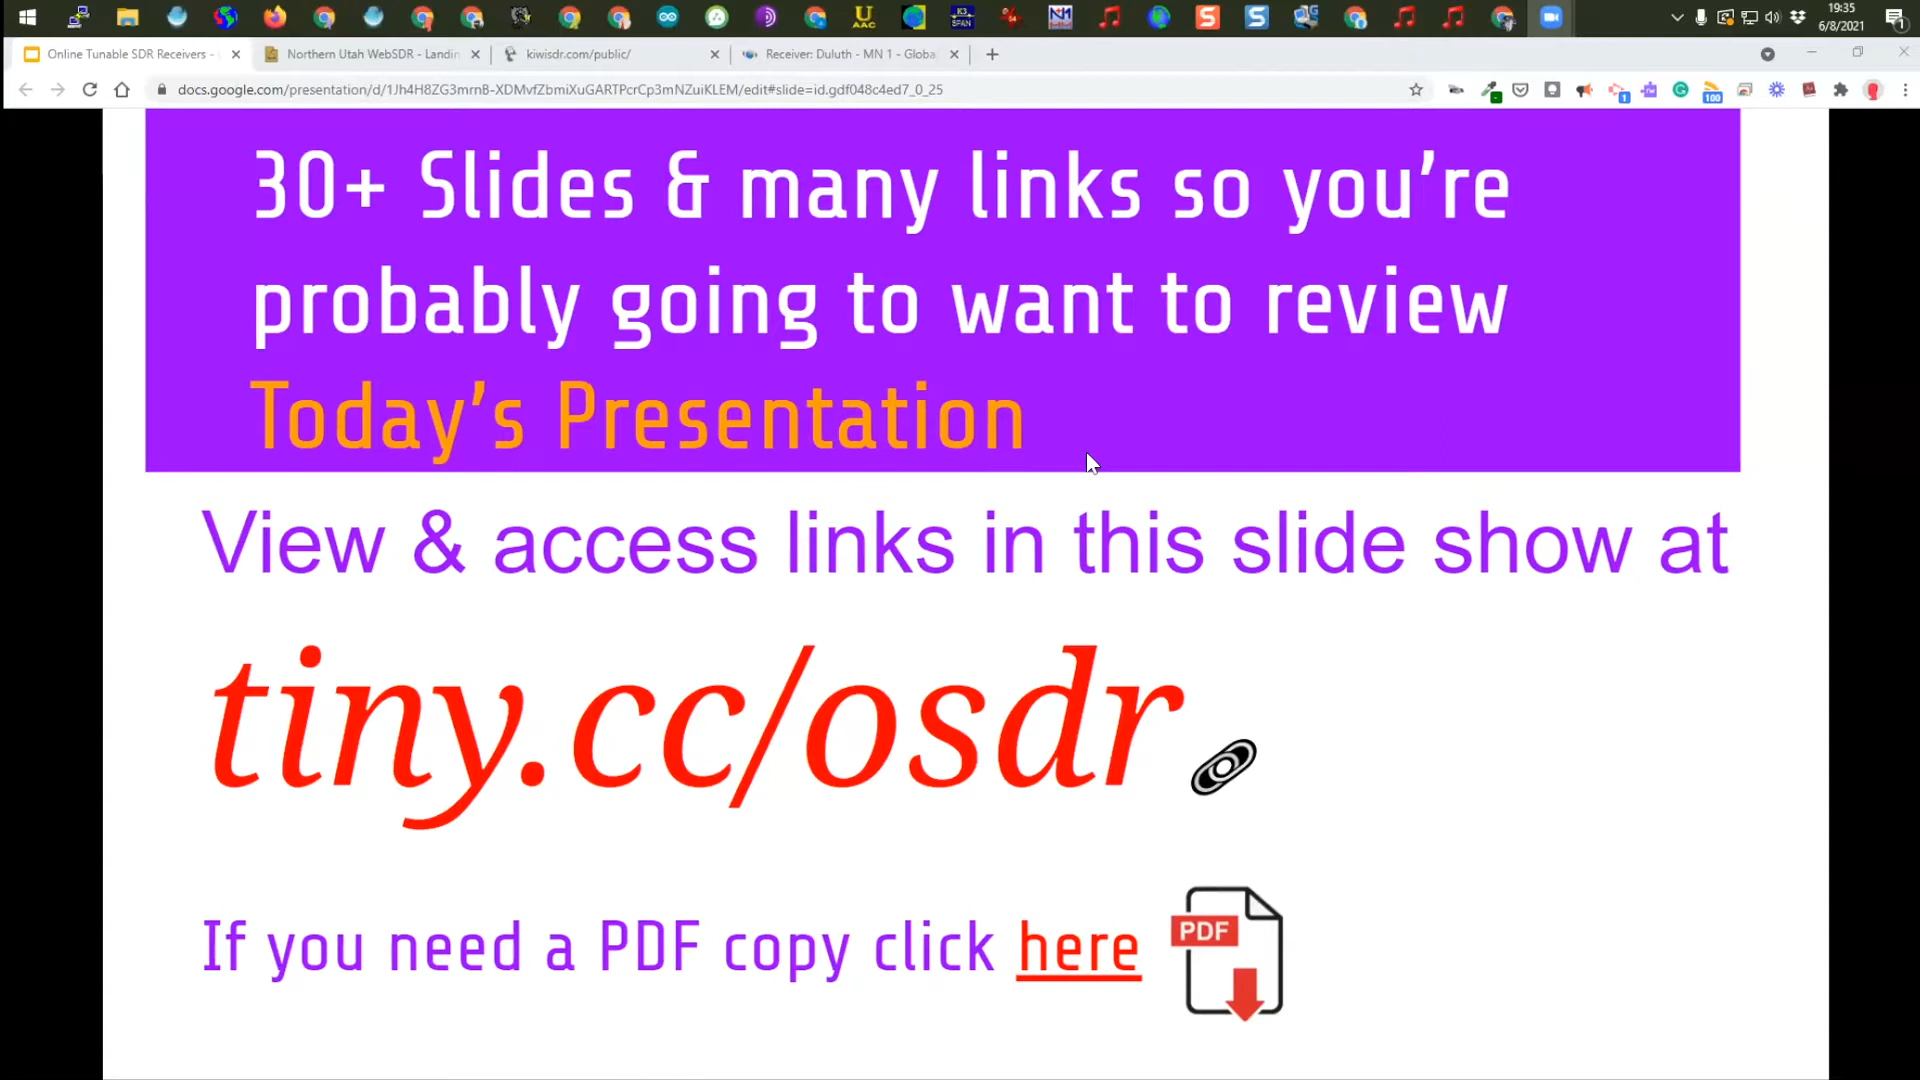 19:35
6/8/2021
Online Tunable SDR Receivers -
Northern Utah WebSDR - Landin
kiwisdr.com/public/
Receiver: Duluth - MN 1 - Globa
docs.google.com/presentation/d/1Jh4H8ZG3mrnB-XDMvfZbmiXuGARTPcrCp3mNZuiKLEM/edit#slide=id.gdf048c4ed7_0_25
100
1
30+ Slides & many links so you're
probably going to want to review
Today's Presentation
View & access links in this slide show at
tiny.cc/osdr
If you need a PDF copy click here
PDF